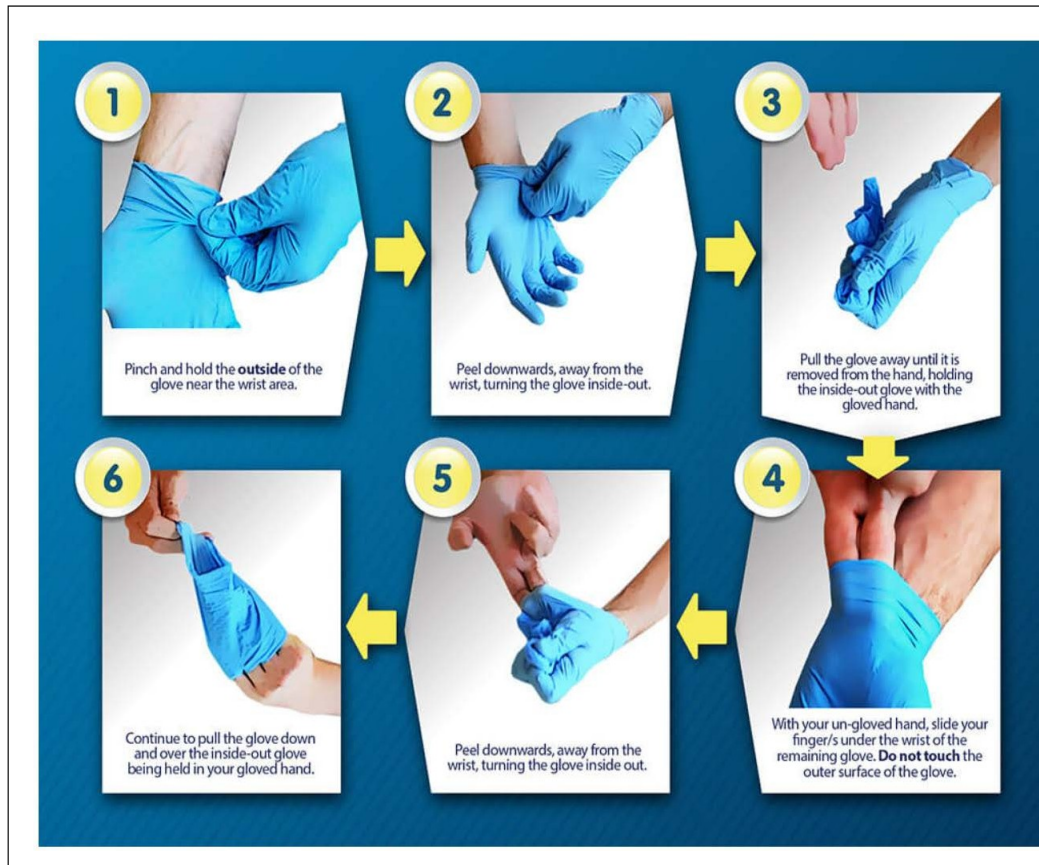 1
Pinch and hold the outside of the
glove near the wrist area.
2
Peel downwards, away from the
wrist, turning the glove inside-out.
3
Pull the glove away until it is
removed from the hand, holding
the inside-out glove with the
gloved hand.
4
With your un-gloved hand, slide your
finger/s under the wrist of the
remaining glove. Do not touch the
outer surface of the glove.
5
Peel downwards, away from the
wrist, turning the glove inside out.
6
Continue to pull the glove down
and over the inside-out glove
being held in your gloved hand.